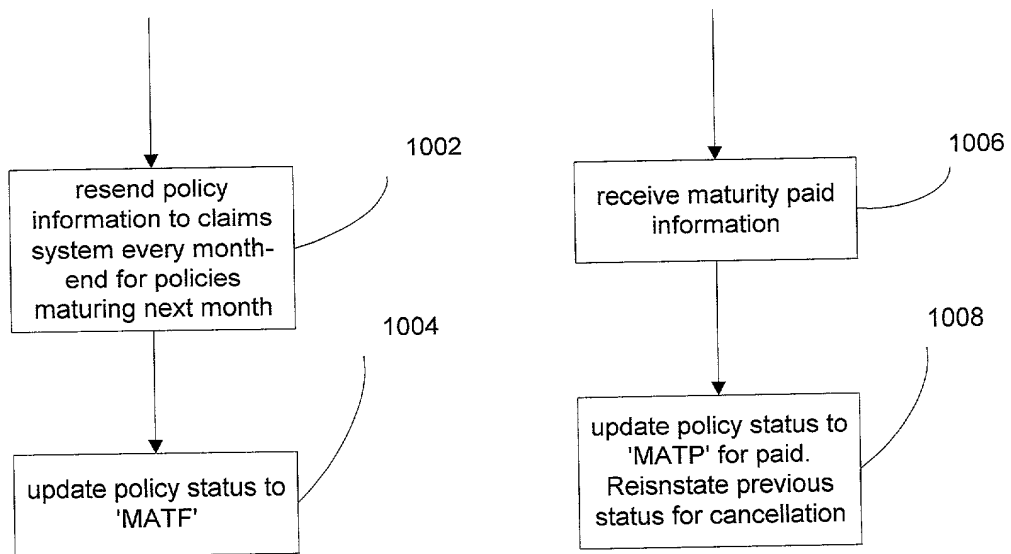 1002
resend policy
information to claims
system every month-
end for policies
maturing next month
1004
update policy status to
'MATF'
1006
receive maturity paid
information
1008
update policy status to
'MATP' for paid.
Reisnstate previous
status for cancellation